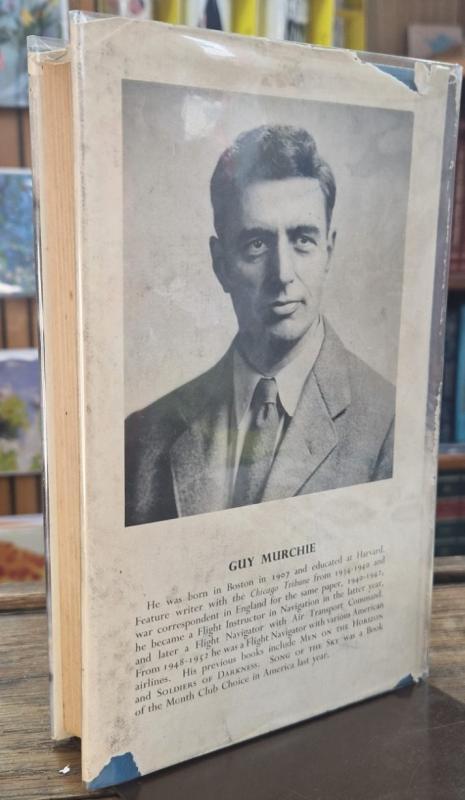 GUY MURCHIE
He was born in Boston in 1907 and educated at Harvard.
Feature writer with the Chicago Tribune from 1934-1940 and
war correspondent in England for the same paper, 1940-1942,
he became a Flight Instructor in Navigation in the latter year,
and later a Flight Navigator with Air Transport Command.
From 1948-1952 he was a Flight Navigator with various American
airlines. His previous books include MEN ON THE HORIZON
and SOLDIERS OF DARKNESS. SONG OF THE SKY was a Book
of the Month Club Choice in America last year.